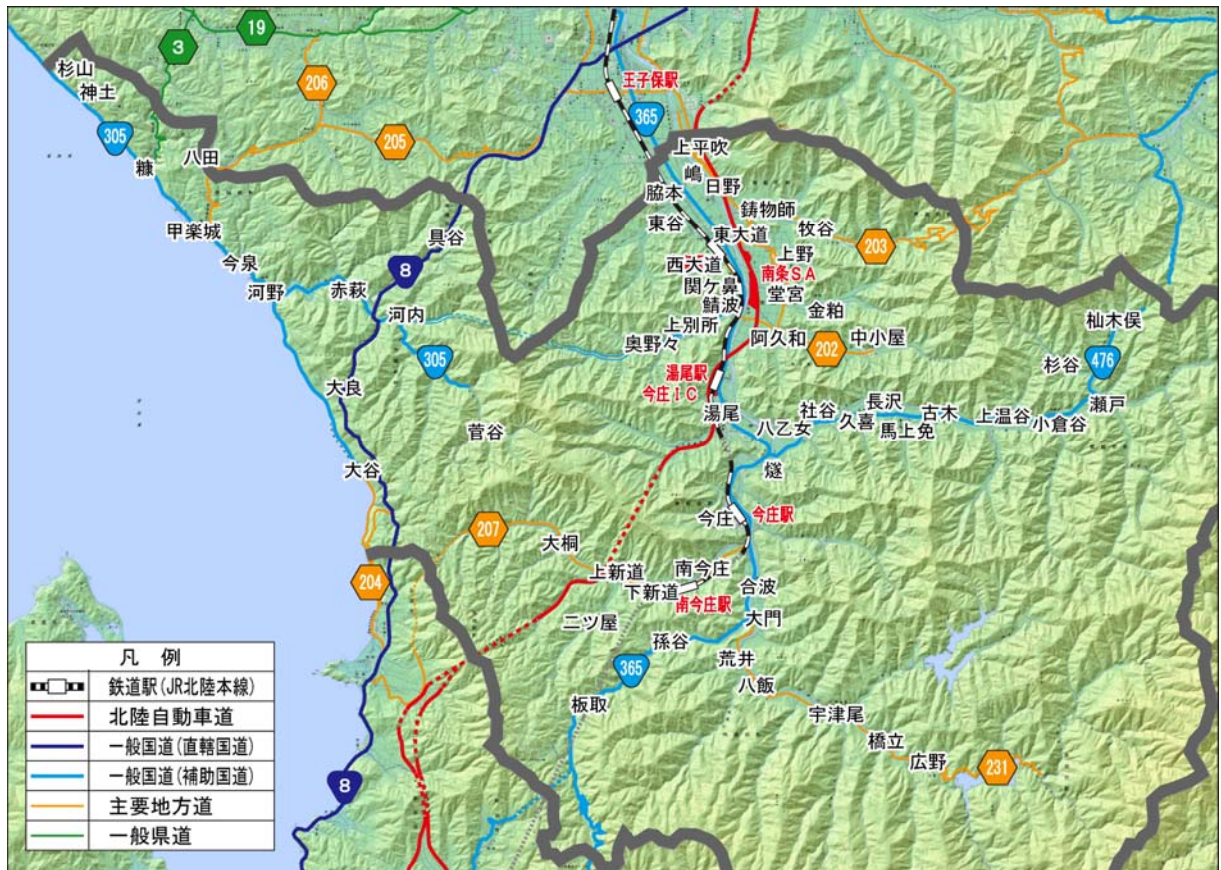 19
3
杉山
神土
206
王子保駅
305
365
205
上平吹
糠
八田
嶋
日野
脇本
鋳物師
東谷
牧谷
甲楽城
具谷
東大道
203
上野
今泉
8
西大道
南条SA
関ケ鼻
堂宮
河野
赤萩
鯖波
金粕
河内
上別所
杣木俣
奥野々
阿久和
202
中小屋
305
476
杉谷
湯尾駅
今庄IC
大良
長沢
瀬戸
湯尾
社谷
久喜
古木
上温谷
小倉谷
八乙女
馬上免
菅谷
大谷
燧
今庄
今庄駅
207
大桐
上新道
南今庄
204
下新道
合波
南今庄駅
二ツ屋
大門
孫谷
365
荒井
八飯
板取
宇津尾
橋立
広野
231
8
凡 例
鉄道駅(JR北陸本線)
北陸自動車道
一般国道(直轄国道)
一般国道(補助国道)
主要地方道
一般県道